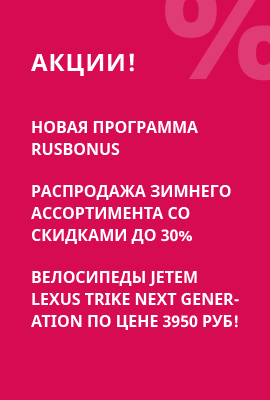 %
АКЦИИ!
НОВАЯ ПРОГРАММА
RUSBONUS
РАСПРОДАЖА ЗИМНЕГО
АССОРТИМЕНТА СО
СКИДКАМИ ДО 30%
ВЕЛОСИПЕДЫ JETEM
LEXUS TRIKE NEXT GENER-
ATION ПО ЦЕНЕ 3950 РУБ!